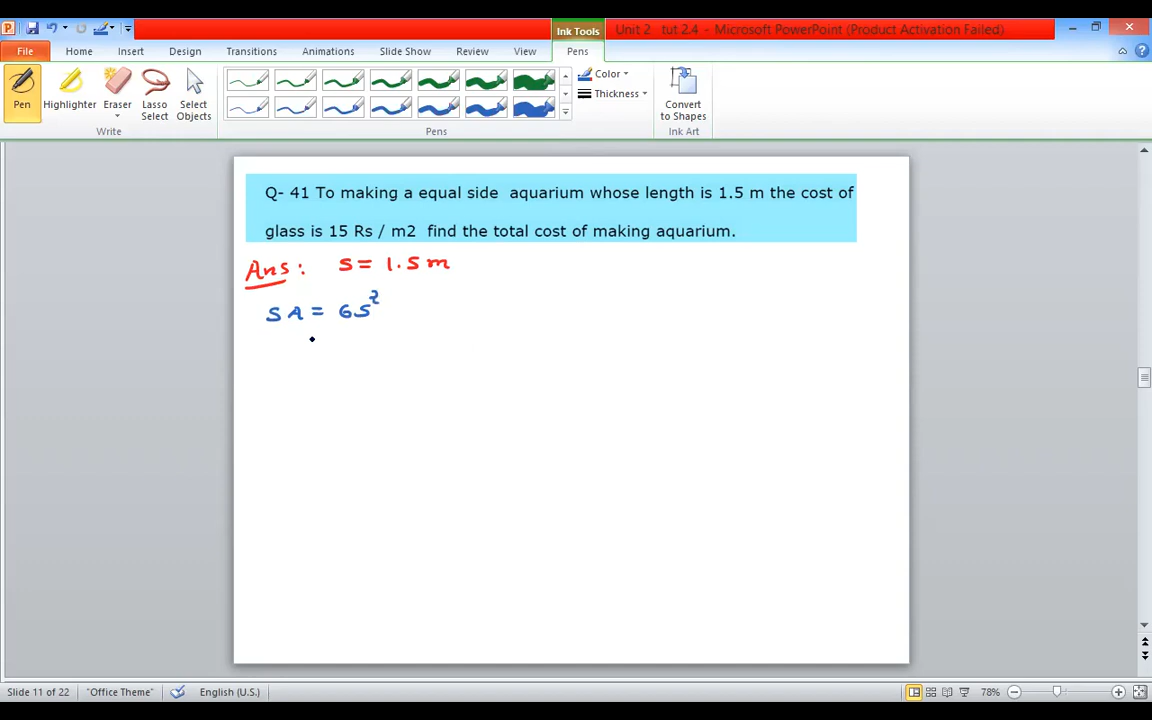 Ink Tools
Unit 2 tut 2.4 - Microsoft PowerPoint (Product Activation Failed)
File Home Insert Design Transitions Animations Slide Show Review View Pens
Pen Highlighter Eraser Lasso Select Select Objects
Color
Thickness
Convert to Shapes
Write Pens Ink Art
Q- 41 To making a equal side aquarium whose length is 1.5 m the cost of
glass is 15 Rs / m2 find the total cost of making aquarium.
Ans : S = 1.5 m
SA = 6S²
Slide 11 of 22 "Office Theme" English (U.S.) 78%